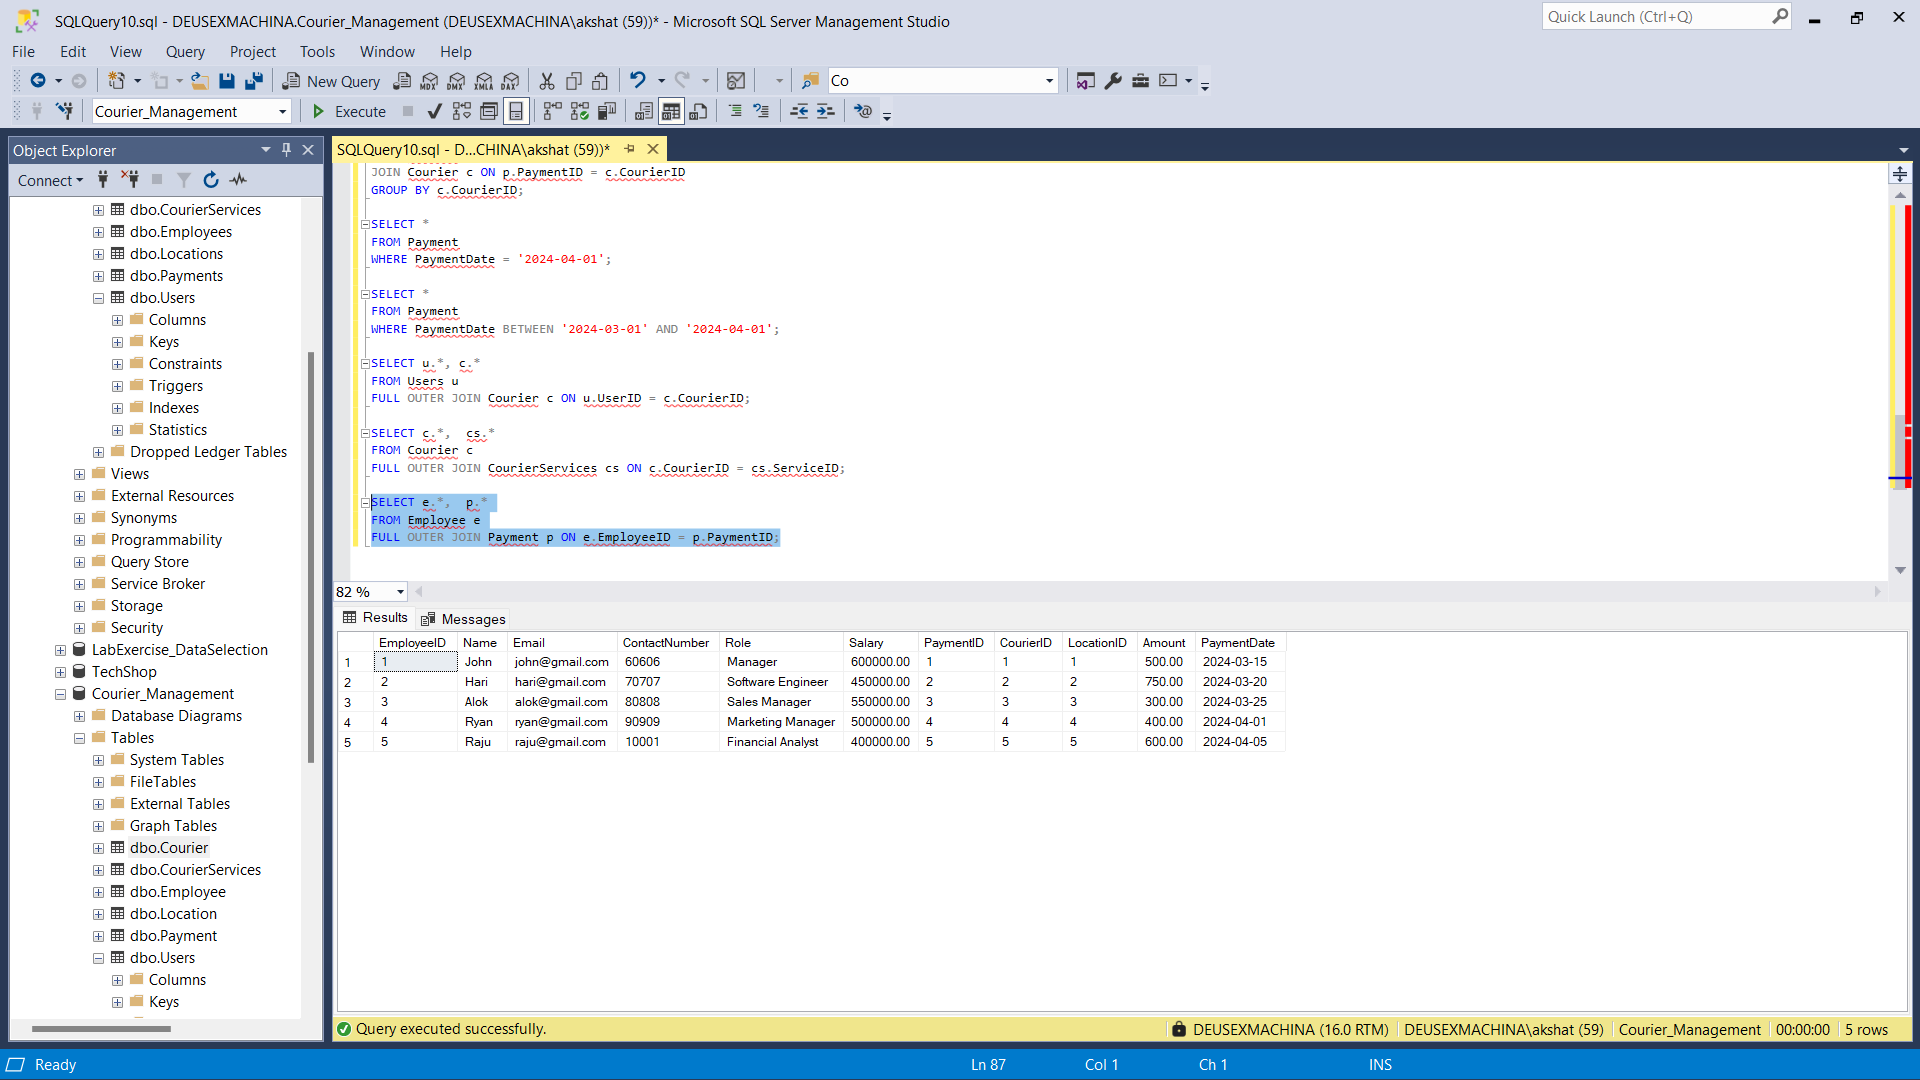 SQLQuery10.sql - DEUSEXMACHINA.Courier_Management (DEUSEXMACHINA\akshat (59))* - Microsoft SQL Server Management Studio
Quick Launch (Ctrl+Q)
File Edit View Query Project Tools Window Help
New Query MDX DMX XMLA DAX Co
Courier_Management Execute
Object Explorer
Connect
dbo.CourierServices
dbo.Employees
dbo.Locations
dbo.Payments
dbo.Users
Columns
Keys
Constraints
Triggers
Indexes
Statistics
Dropped Ledger Tables
Views
External Resources
Synonyms
Programmability
Query Store
Service Broker
Storage
Security
LabExercise_DataSelection
TechShop
Courier_Management
Database Diagrams
Tables
System Tables
FileTables
External Tables
Graph Tables
dbo.Courier
dbo.CourierServices
dbo.Employee
dbo.Location
dbo.Payment
dbo.Users
Columns
Keys
SQLQuery10.sql - D...CHINA\akshat (59))*
JOIN Courier c ON p.PaymentID = c.CourierID
GROUP BY c.CourierID;
SELECT *
FROM Payment
WHERE PaymentDate = '2024-04-01';
SELECT *
FROM Payment
WHERE PaymentDate BETWEEN '2024-03-01' AND '2024-04-01';
SELECT u.*, c.*
FROM Users u
FULL OUTER JOIN Courier c ON u.UserID = c.CourierID;
SELECT c.*,  cs.*
FROM Courier c
FULL OUTER JOIN CourierServices cs ON c.CourierID = cs.ServiceID;
SELECT e.*,  p.*
FROM Employee e
FULL OUTER JOIN Payment p ON e.EmployeeID = p.PaymentID;
82 %
Results Messages
EmployeeID Name Email ContactNumber Role Salary PaymentID CourierID LocationID Amount PaymentDate
1 1 John john@gmail.com 60606 Manager 600000.00 1 1 1 500.00 2024-03-15
2 2 Hari hari@gmail.com 70707 Software Engineer 450000.00 2 2 2 750.00 2024-03-20
3 3 Alok alok@gmail.com 80808 Sales Manager 550000.00 3 3 3 300.00 2024-03-25
4 4 Ryan ryan@gmail.com 90909 Marketing Manager 500000.00 4 4 4 400.00 2024-04-01
5 5 Raju raju@gmail.com 10001 Financial Analyst 400000.00 5 5 5 600.00 2024-04-05
Query executed successfully. DEUSEXMACHINA (16.0 RTM) DEUSEXMACHINA\akshat (59) Courier_Management 00:00:00 5 rows
Ready Ln 87 Col 1 Ch 1 INS